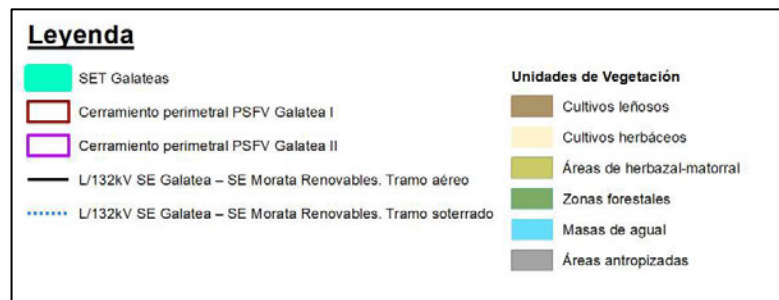 Leyenda
SET Galateas
Cerramiento perimetral PSFV Galatea I
Cerramiento perimetral PSFV Galatea II
L/132kV SE Galatea – SE Morata Renovables. Tramo aéreo
L/132kV SE Galatea – SE Morata Renovables. Tramo soterrado
Unidades de Vegetación
Cultivos leñosos
Cultivos herbáceos
Áreas de herbazal-matorral
Zonas forestales
Masas de agual
Áreas antropizadas